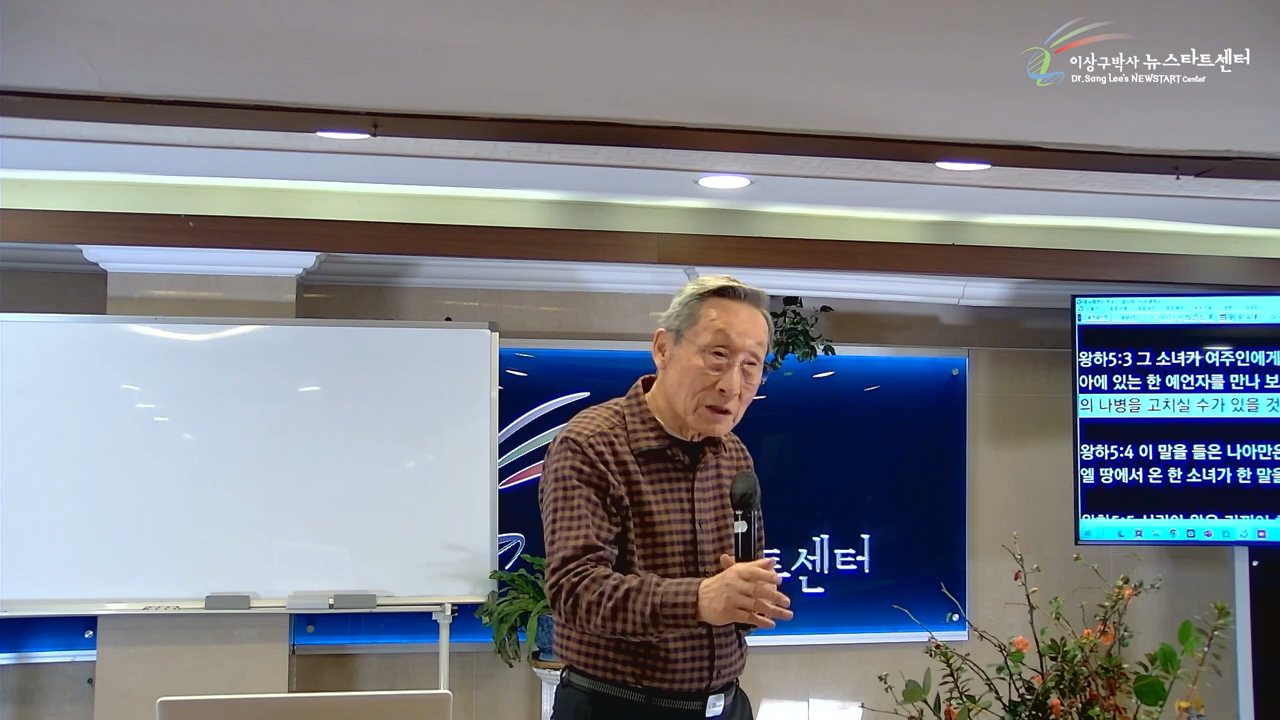 이상구박사 뉴스타트센터
Dr. Sang Lee's NEWSTART Center
왕하5:3 그 소녀가 여주인에게
아에 있는 한 예언자를 만나 보
의 나병을 고치실 수가 있을 것
왕하5:4 이 말을 들은 나아만은
엘 땅에서 온 한 소녀가 한 말을
트센터